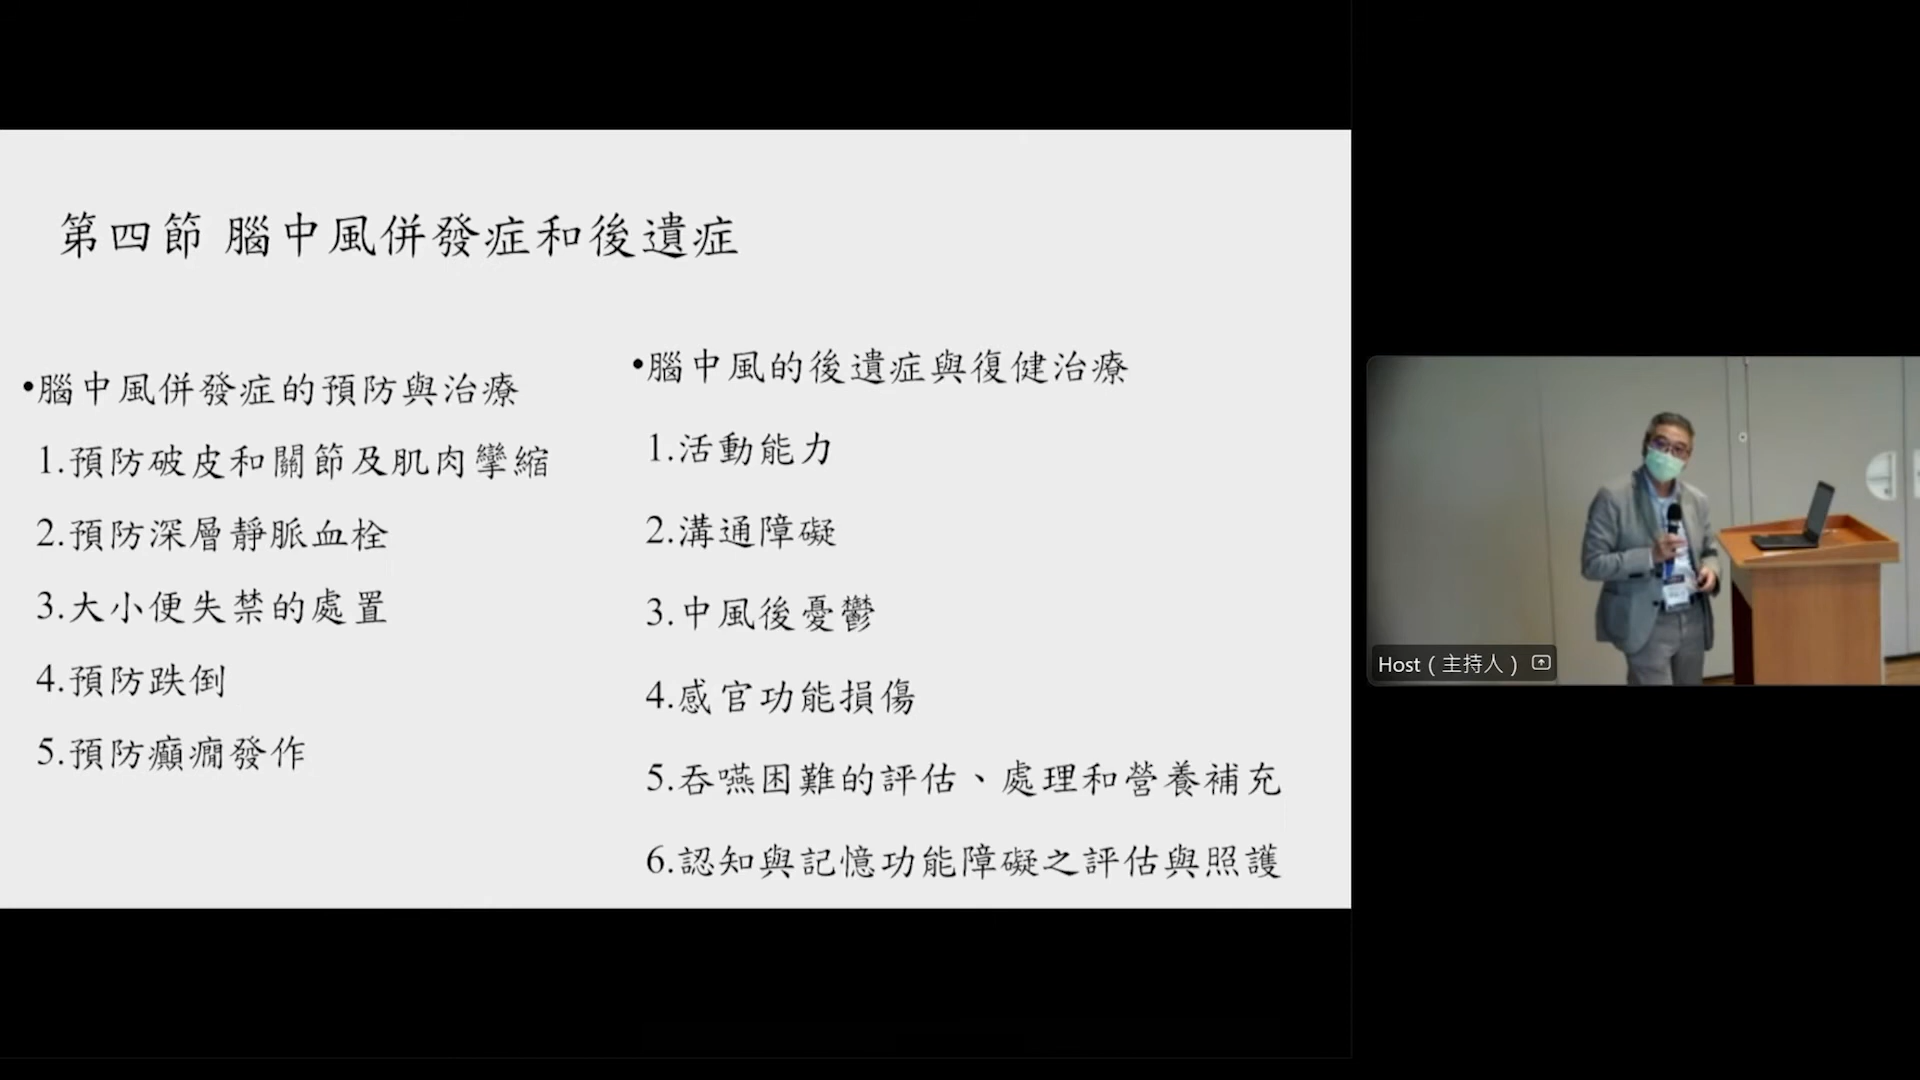 第四節 腦中風併發症和後遺症
•腦中風併發症的預防與治療
1.預防破皮和關節及肌肉攣縮
2.預防深層靜脈血栓
3.大小便失禁的處置
4.預防跌倒
5.預防癲癇發作
•腦中風的後遺症與復健治療
1.活動能力
2.溝通障礙
3.中風後憂鬱
4.感官功能損傷
5.吞嚥困難的評估、處理和營養補充
6.認知與記憶功能障礙之評估與照護
Host（主持人）